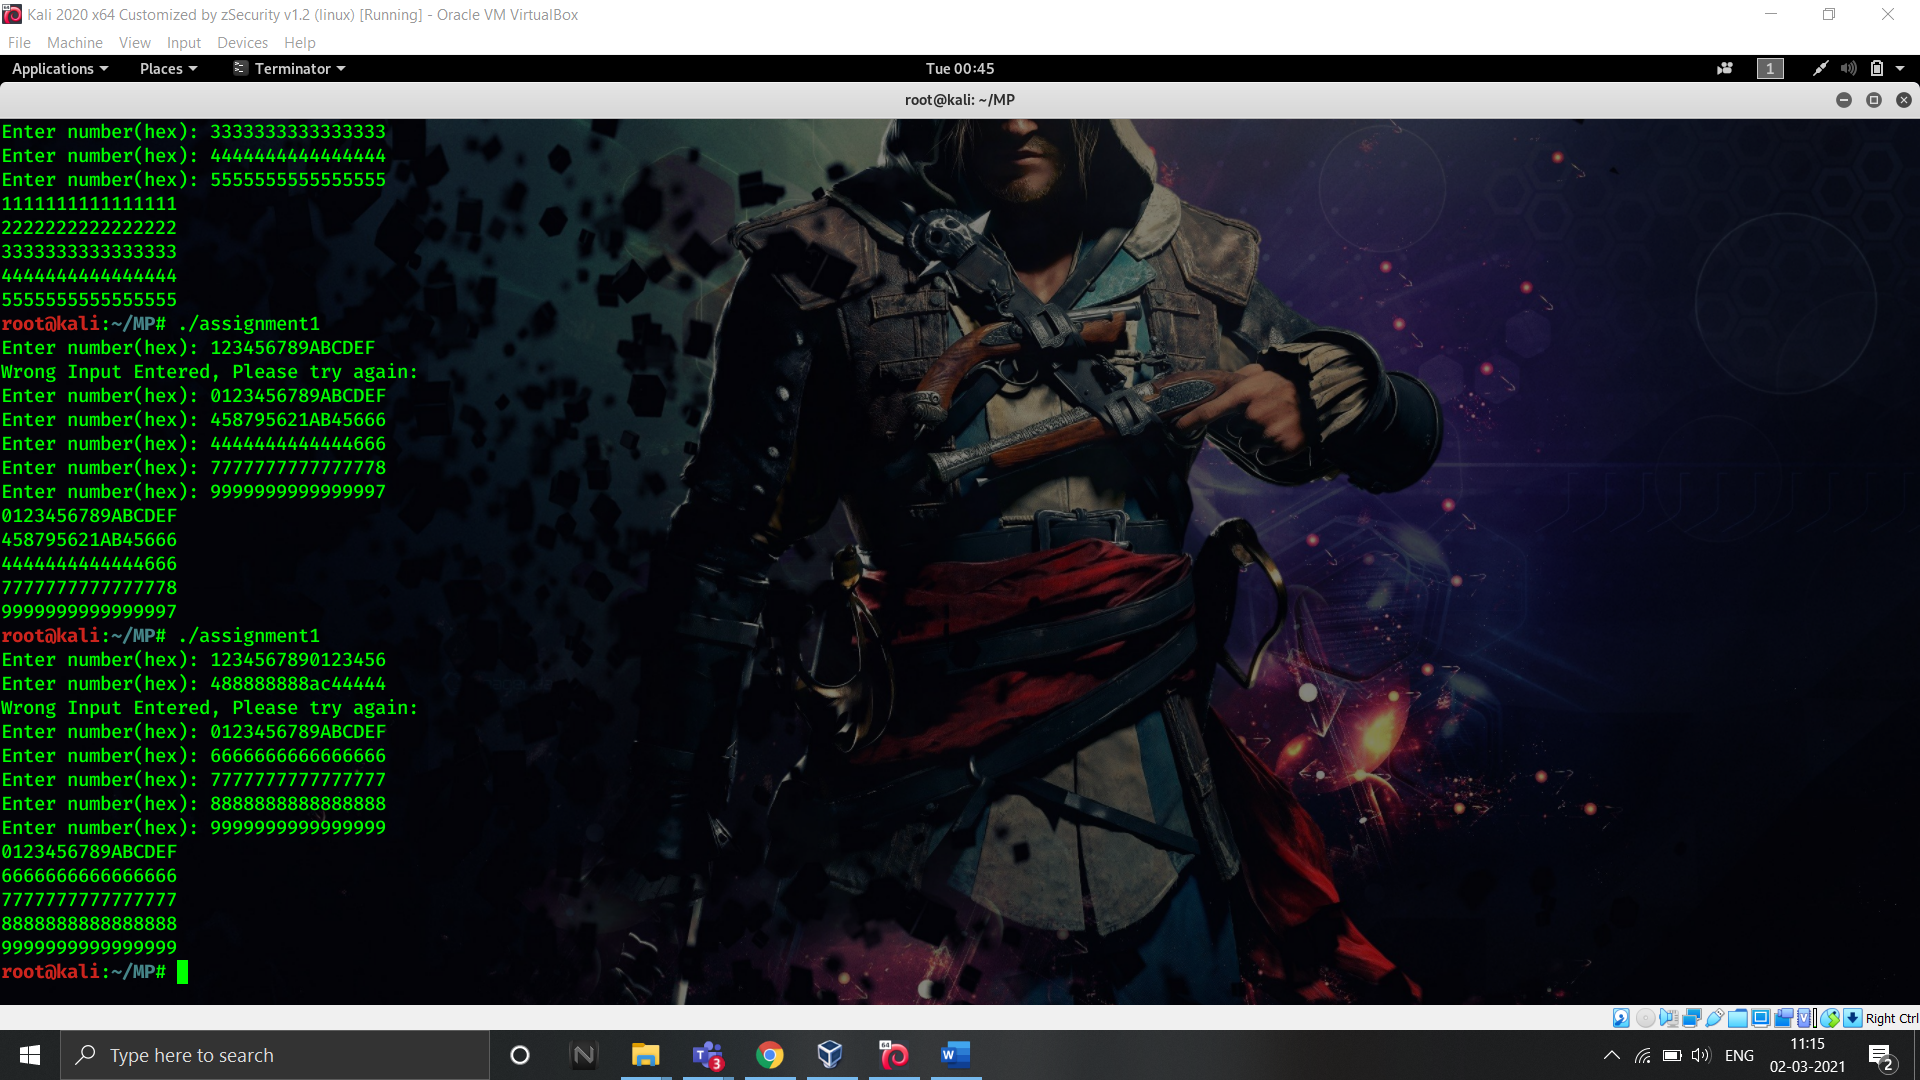 Kali 2020 x64 Customized by zSecurity v1.2 (linux) [Running] - Oracle VM VirtualBox
File Machine View Input Devices Help
Applications Places Terminator Tue 00:45 1
root@kali: ~/MP
Enter number(hex): 3333333333333333
Enter number(hex): 4444444444444444
Enter number(hex): 5555555555555555
1111111111111111
2222222222222222
3333333333333333
4444444444444444
5555555555555555
root@kali:~/MP# ./assignment1
Enter number(hex): 123456789ABCDEF
Wrong Input Entered, Please try again:
Enter number(hex): 0123456789ABCDEF
Enter number(hex): 458795621AB45666
Enter number(hex): 4444444444444666
Enter number(hex): 7777777777777778
Enter number(hex): 9999999999999997
0123456789ABCDEF
458795621AB45666
4444444444444666
7777777777777778
9999999999999997
root@kali:~/MP# ./assignment1
Enter number(hex): 1234567890123456
Enter number(hex): 488888888ac44444
Wrong Input Entered, Please try again:
Enter number(hex): 0123456789ABCDEF
Enter number(hex): 6666666666666666
Enter number(hex): 7777777777777777
Enter number(hex): 8888888888888888
Enter number(hex): 9999999999999999
0123456789ABCDEF
6666666666666666
7777777777777777
8888888888888888
9999999999999999
root@kali:~/MP#
Right Ctrl
Type here to search
T 3
64
W
ENG
11:15
02-03-2021
2